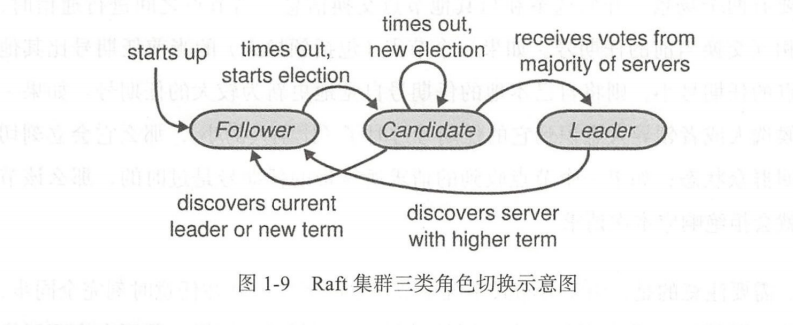 starts up
times out,
starts election
times out,
new election
receives votes from
majority of servers
Follower
Candidate
Leader
discovers current
leader or new term
discovers server
with higher term
图 1-9 Raft 集群三类角色切换示意图